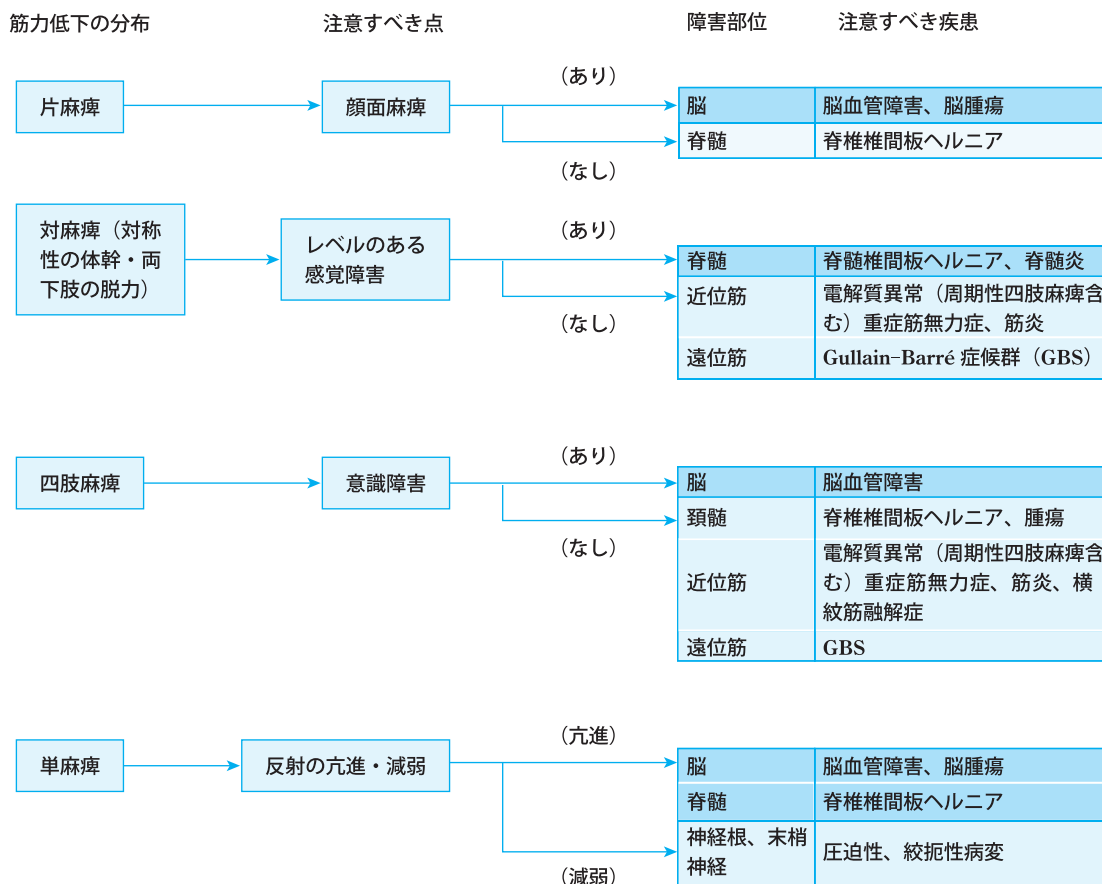 筋力低下の分布 注意すべき点 障害部位 注意すべき疾患
片麻痺
顔面麻痺
（あり）
（なし）
脳 脳血管障害、脳腫瘍
脊髄 脊椎椎間板ヘルニア
対麻痺（対称
性の体幹・両
下肢の脱力）
レベルのある
感覚障害
（あり）
（なし）
脊髄 脊髄椎間板ヘルニア、脊髄炎
近位筋 電解質異常（周期性四肢麻痺含
む）重症筋無力症、筋炎
遠位筋 Gullain−Barré 症候群（GBS）
四肢麻痺
意識障害
（あり）
（なし）
脳 脳血管障害
頚髄 脊椎椎間板ヘルニア、腫瘍
近位筋 電解質異常（周期性四肢麻痺含
む）重症筋無力症、筋炎、横
紋筋融解症
遠位筋 GBS
単麻痺
反射の亢進・減弱
（亢進）
（減弱）
脳 脳血管障害、脳腫瘍
脊髄 脊椎椎間板ヘルニア
神経根、末梢
神経
圧迫性、絞扼性病変